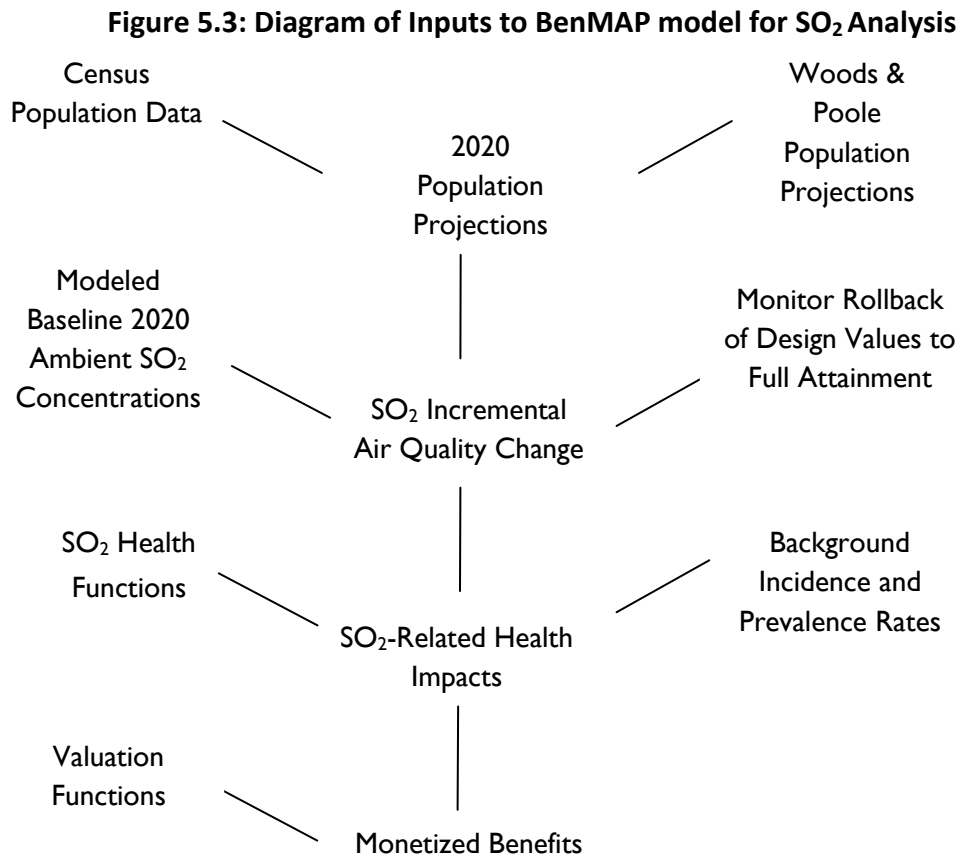 Figure 5.3: Diagram of Inputs to BenMAP model for SO₂ Analysis
Census
Population Data
Woods &
Poole
Population
Projections
2020
Population
Projections
Modeled
Baseline 2020
Ambient SO₂
Concentrations
Monitor Rollback
of Design Values to
Full Attainment
SO₂ Incremental
Air Quality Change
SO₂ Health
Functions
Background
Incidence and
Prevalence Rates
SO₂-Related Health
Impacts
Valuation
Functions
Monetized Benefits